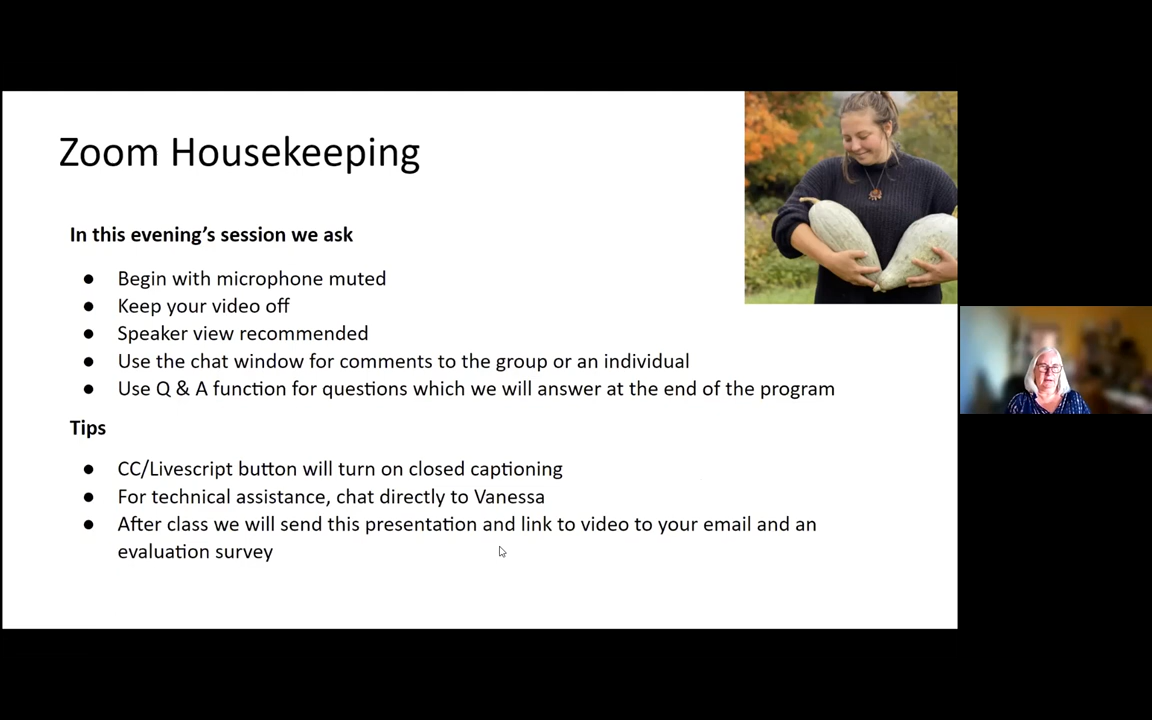 Zoom Housekeeping
In this evening’s session we ask
● Begin with microphone muted
● Keep your video off
● Speaker view recommended
● Use the chat window for comments to the group or an individual
● Use Q & A function for questions which we will answer at the end of the program
Tips
● CC/Livescript button will turn on closed captioning
● For technical assistance, chat directly to Vanessa
● After class we will send this presentation and link to video to your email and an
evaluation survey